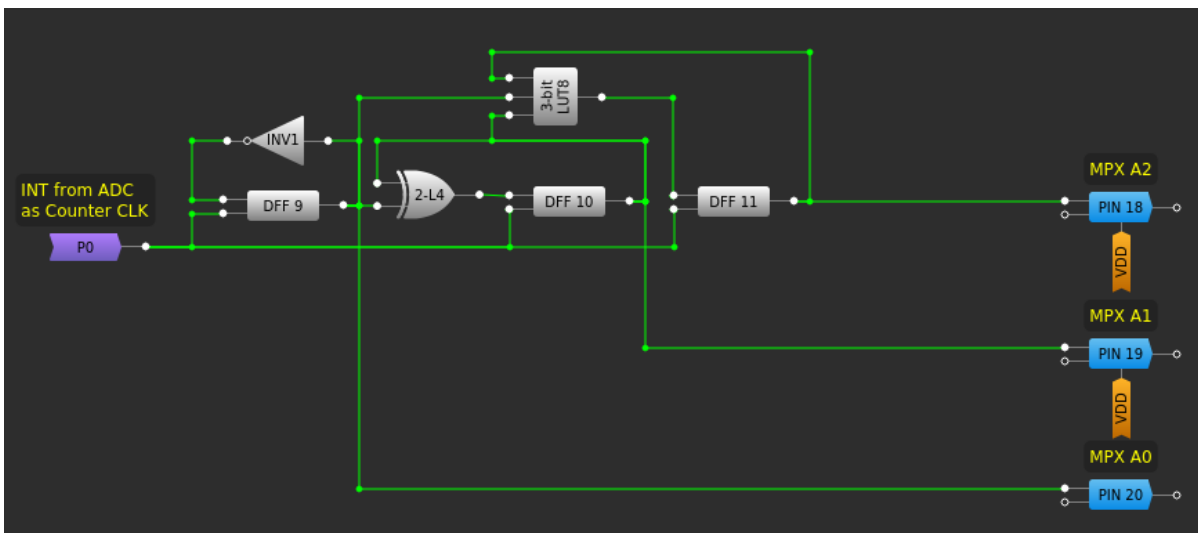 3-bit
LUT8
INV1
MPX A2
INT from ADC
as Counter CLK
DFF 9
2-L4
DFF 10
DFF 11
PIN 18
P0
VDD
MPX A1
PIN 19
VDD
MPX A0
PIN 20